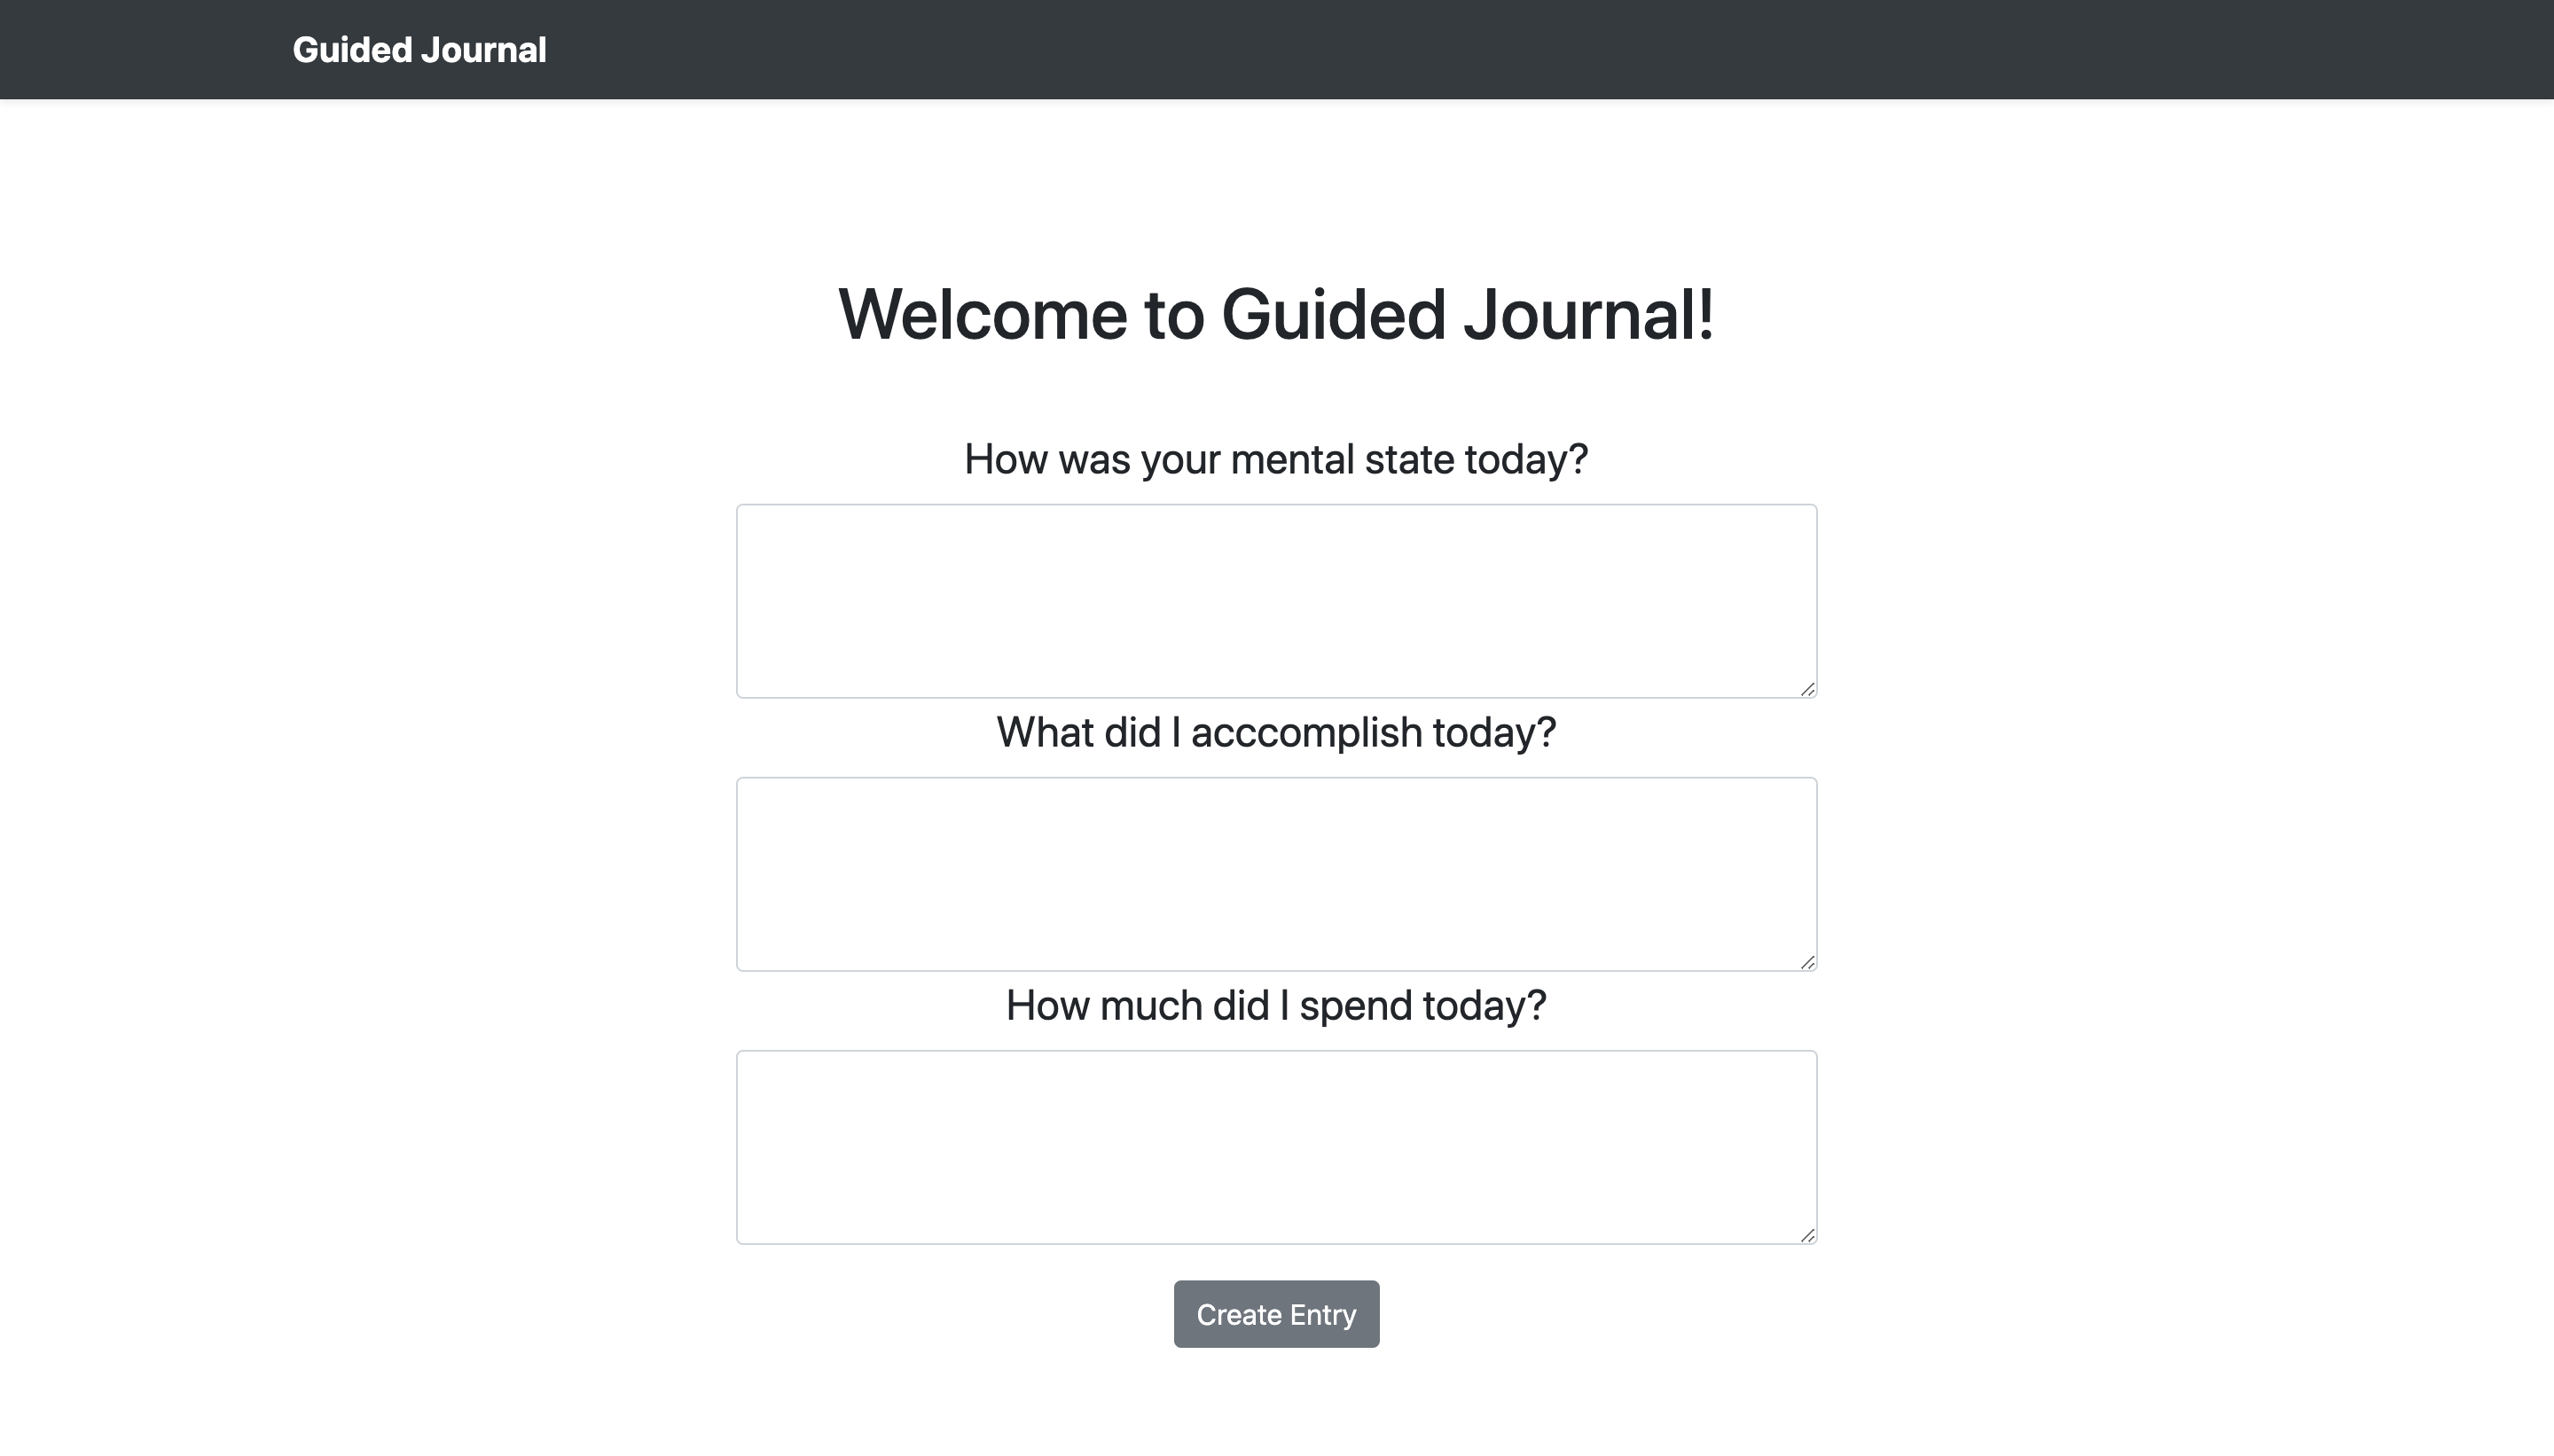 Guided Journal
Welcome to Guided Journal!
How was your mental state today?
What did I acccomplish today?
How much did I spend today?
Create Entry